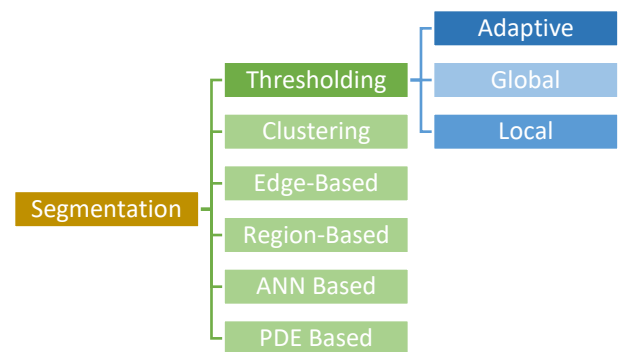 Segmentation
Thresholding
Clustering
Edge-Based
Region-Based
ANN Based
PDE Based
Adaptive
Global
Local